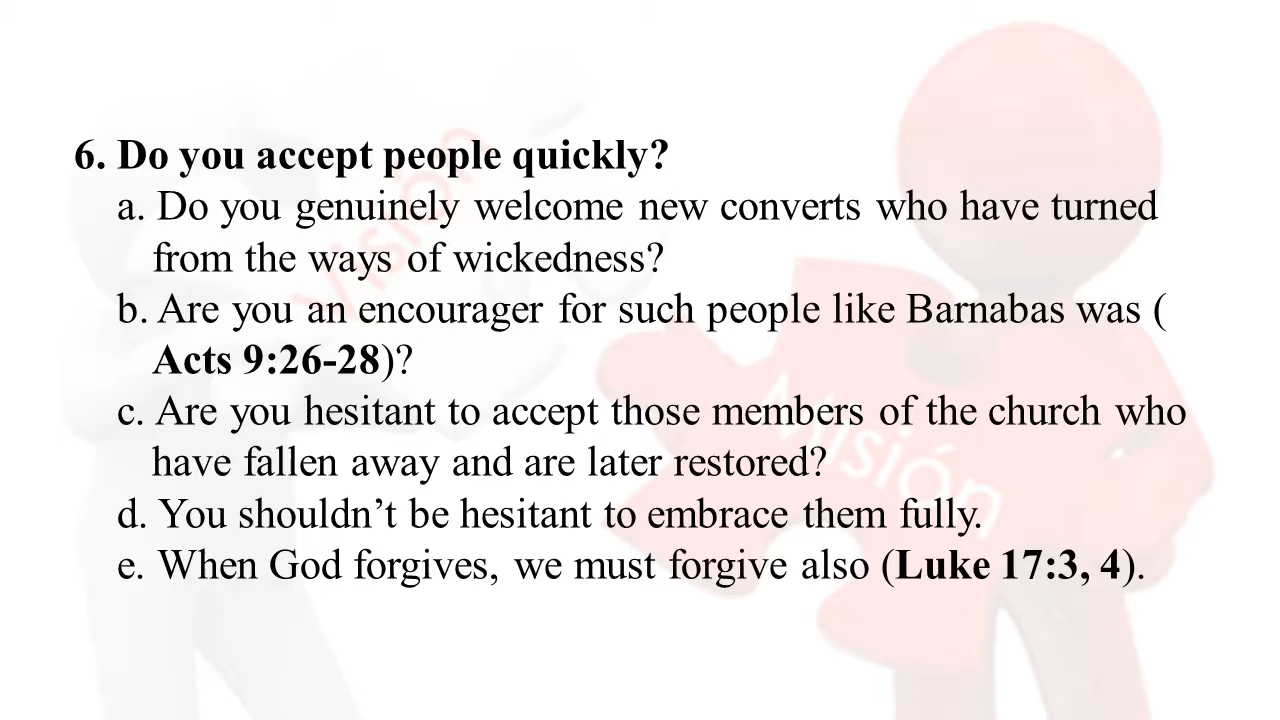 6. Do you accept people quickly?
a. Do you genuinely welcome new converts who have turned
from the ways of wickedness?
b. Are you an encourager for such people like Barnabas was (
Acts 9:26-28)?
c. Are you hesitant to accept those members of the church who
have fallen away and are later restored?
d. You shouldn’t be hesitant to embrace them fully.
e. When God forgives, we must forgive also (Luke 17:3, 4).
Visión
Misión